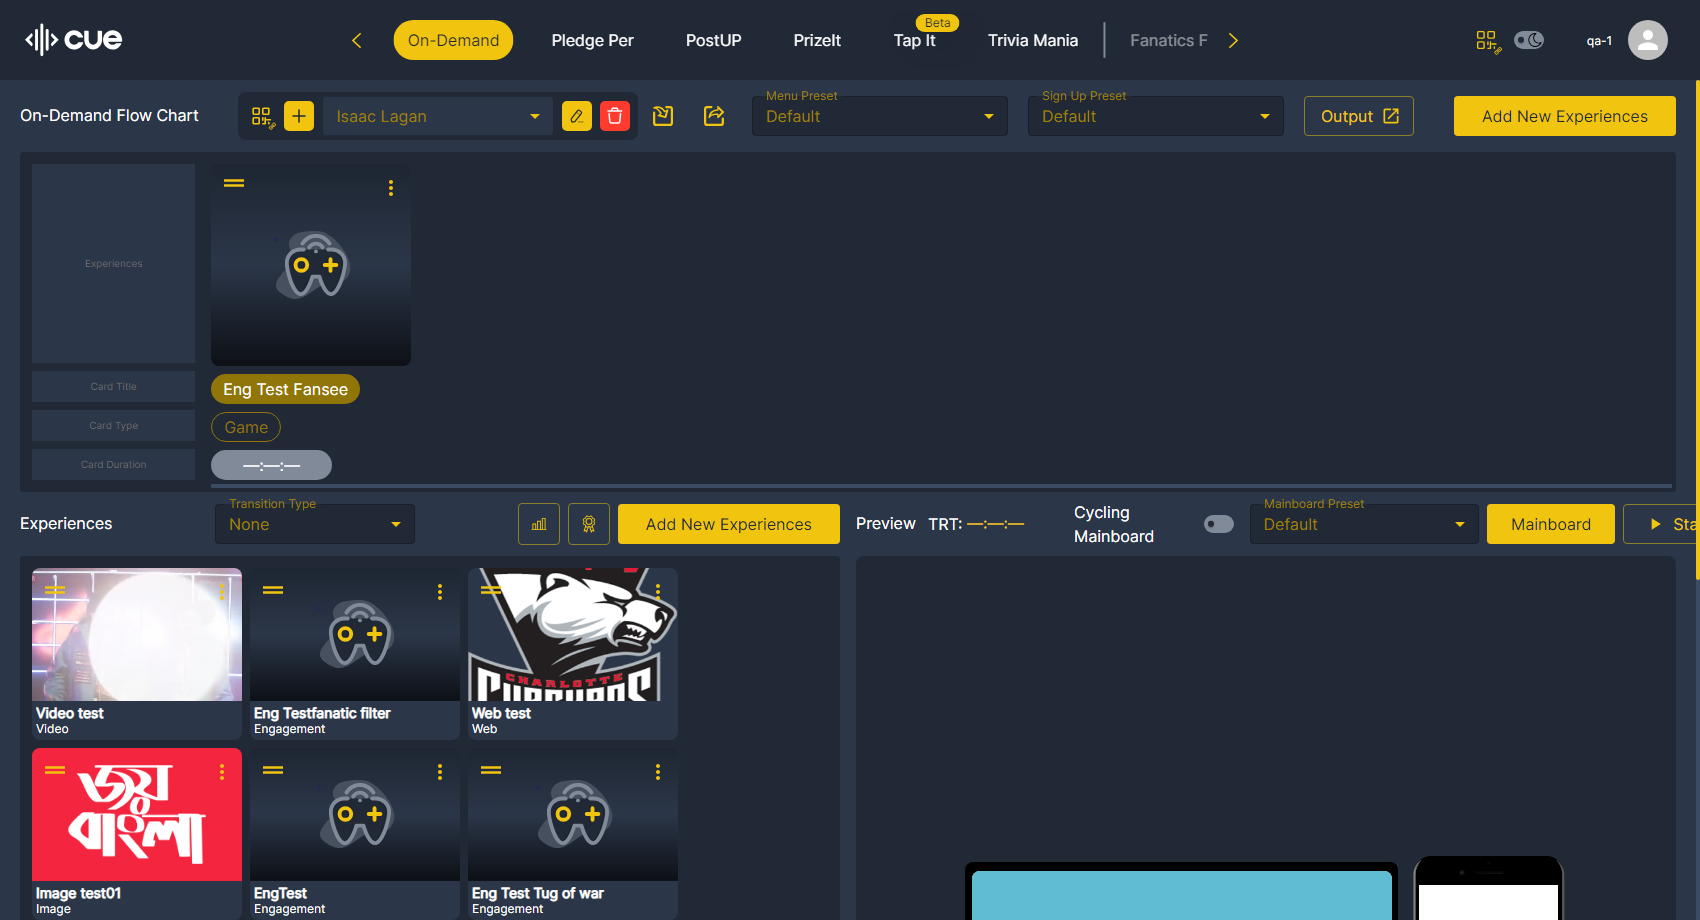 cue
On-Demand
Pledge Per
PostUP
PrizeIt
Beta
Tap It
Trivia Mania
Fanatics F
qa-1
On-Demand Flow Chart
Isaac Lagan
Menu Preset
Default
Sign Up Preset
Default
Output
Add New Experiences
Experiences
Card Title
Eng Test Fansee
Card Type
Game
Card Duration
—:—:—
Experiences
Transition Type
None
Add New Experiences
Preview
TRT: —:—:—
Cycling
Mainboard
Mainboard Preset
Default
Mainboard
Sta
Video test
Video
Eng Testfanatic filter
Engagement
CHARLOTTE
Web test
Web
জয়
বাংলা
Image test01
Image
EngTest
Engagement
Eng Test Tug of war
Engagement